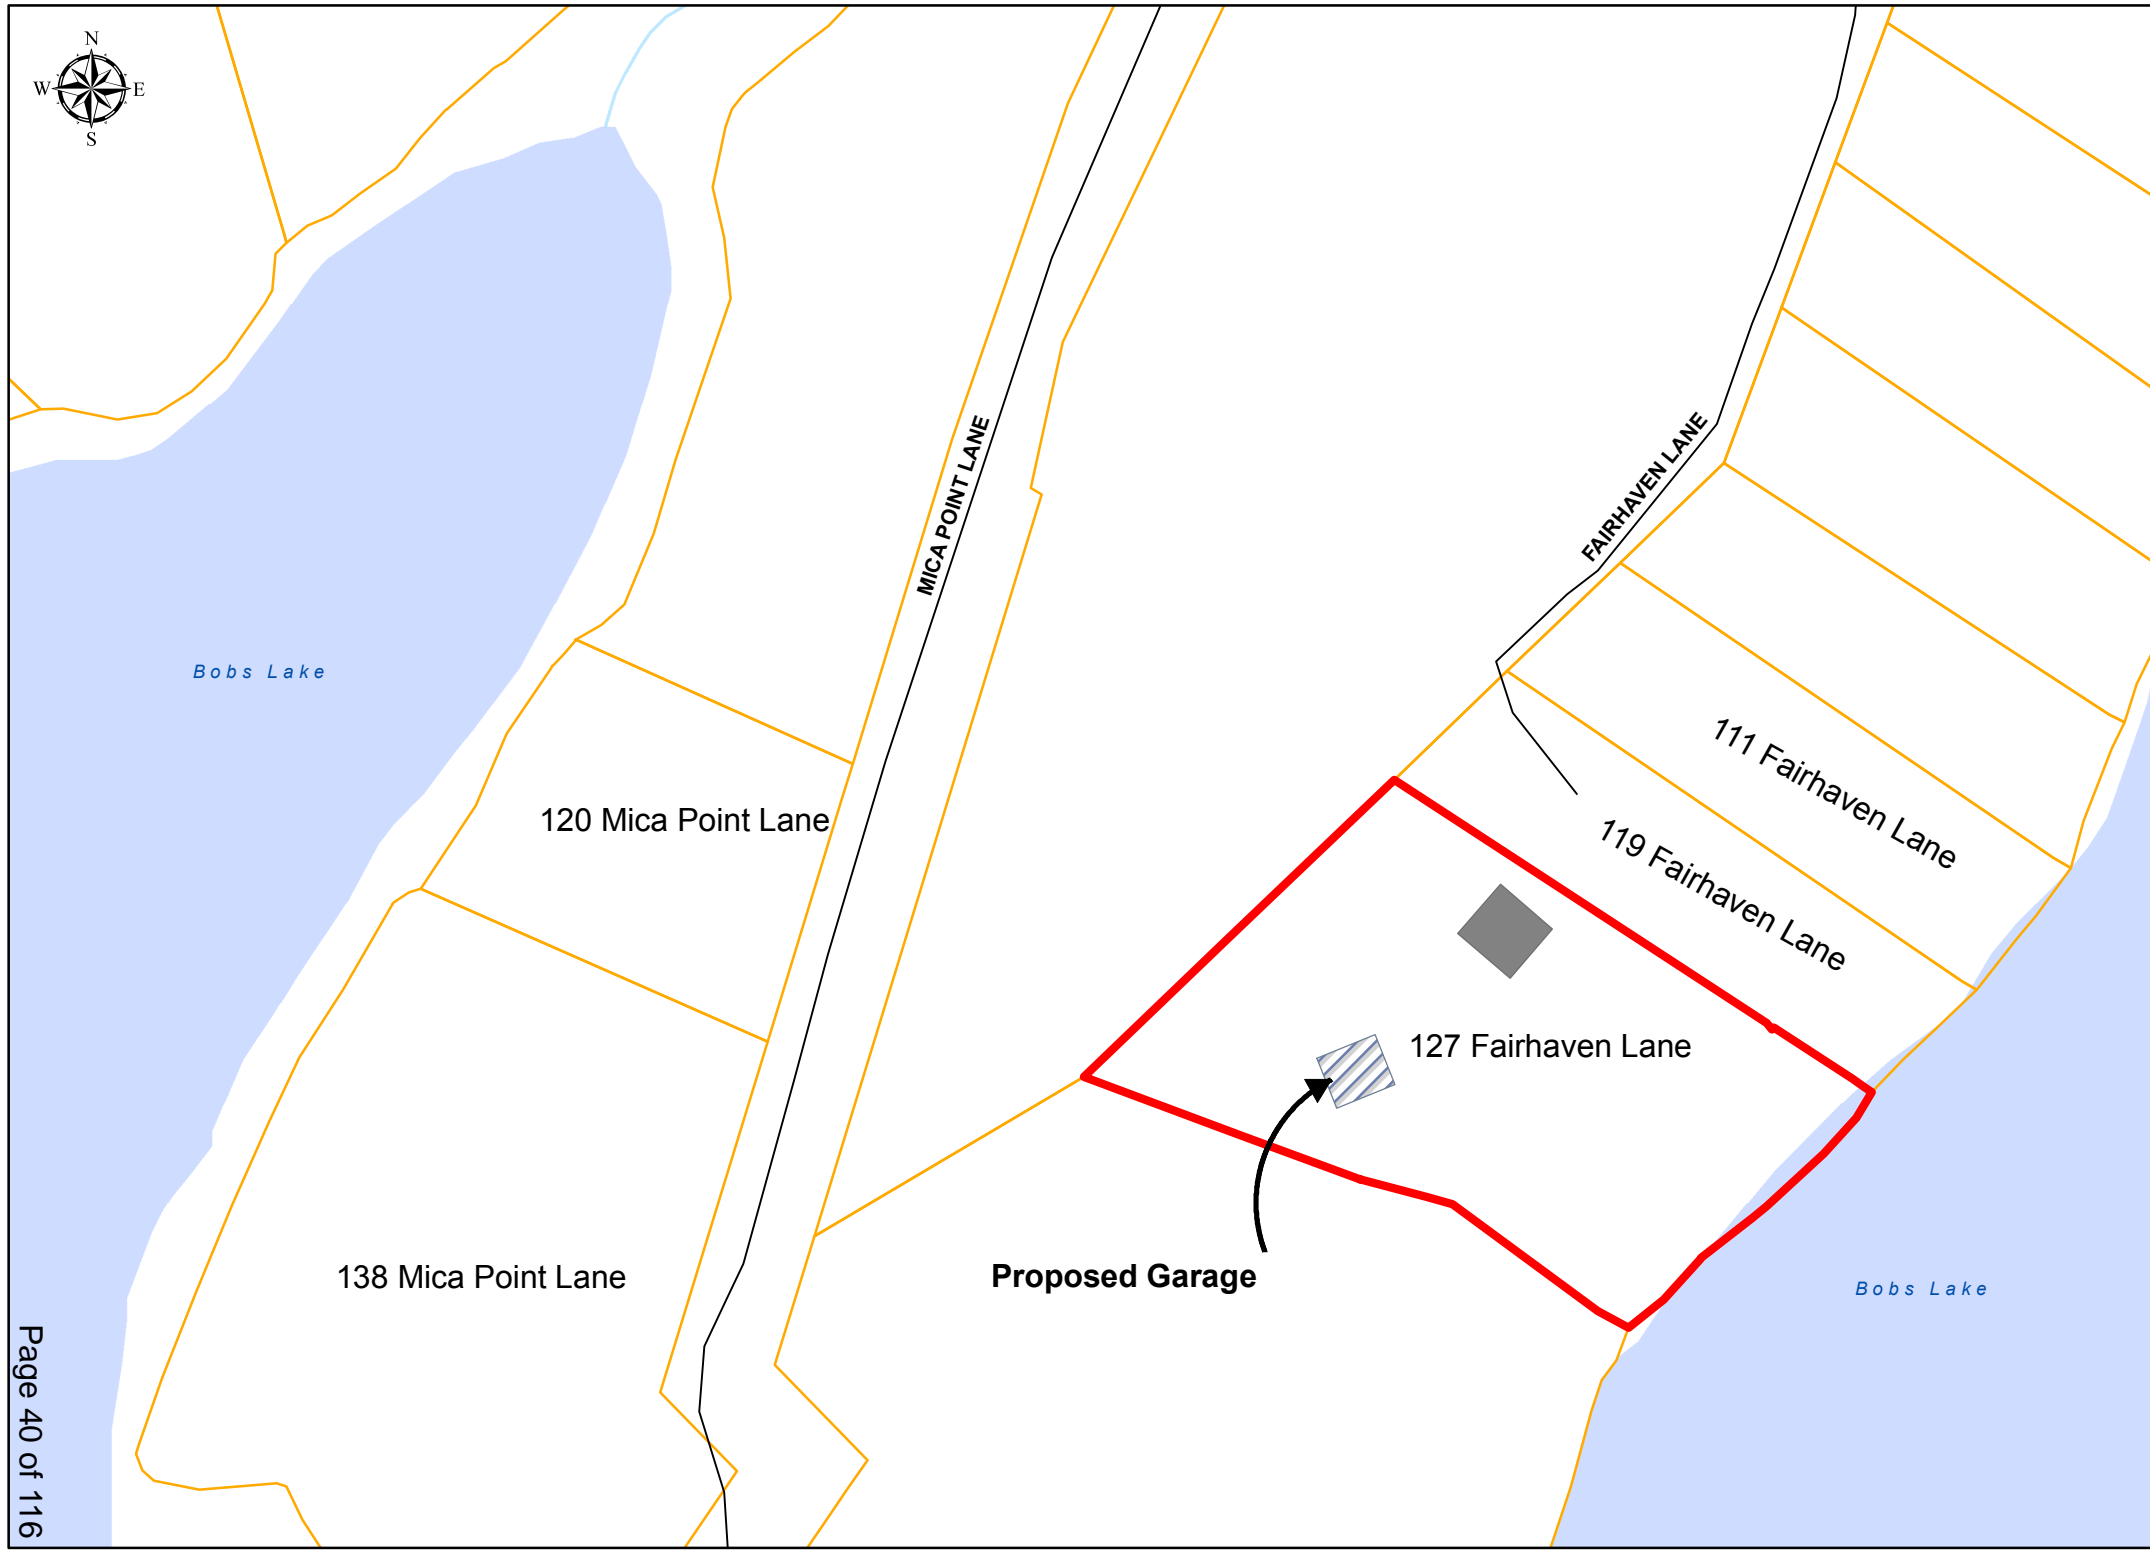 N
W E
S
MICA POINT LANE
FAIRHAVEN LANE
Bobs Lake
111 Fairhaven Lane
120 Mica Point Lane
119 Fairhaven Lane
127 Fairhaven Lane
138 Mica Point Lane
Proposed Garage
Bobs Lake
Page 40 of 116